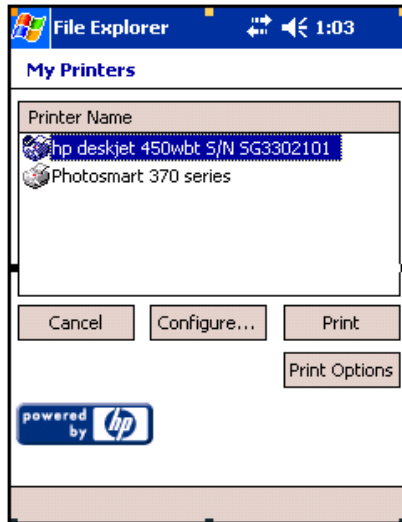 File Explorer 1:03
My Printers
Printer Name
hp deskjet 450wbt S/N SG3302101
Photosmart 370 series
Cancel Configure... Print
Print Options
powered
by hp